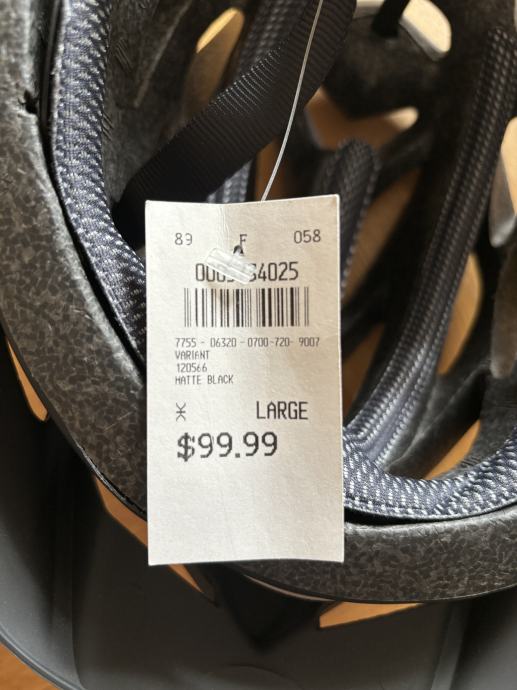 89 F 058
7755 - 06320 - 0700-720- 9007
VARIANT
120566
MATTE BLACK
LARGE
$99.99